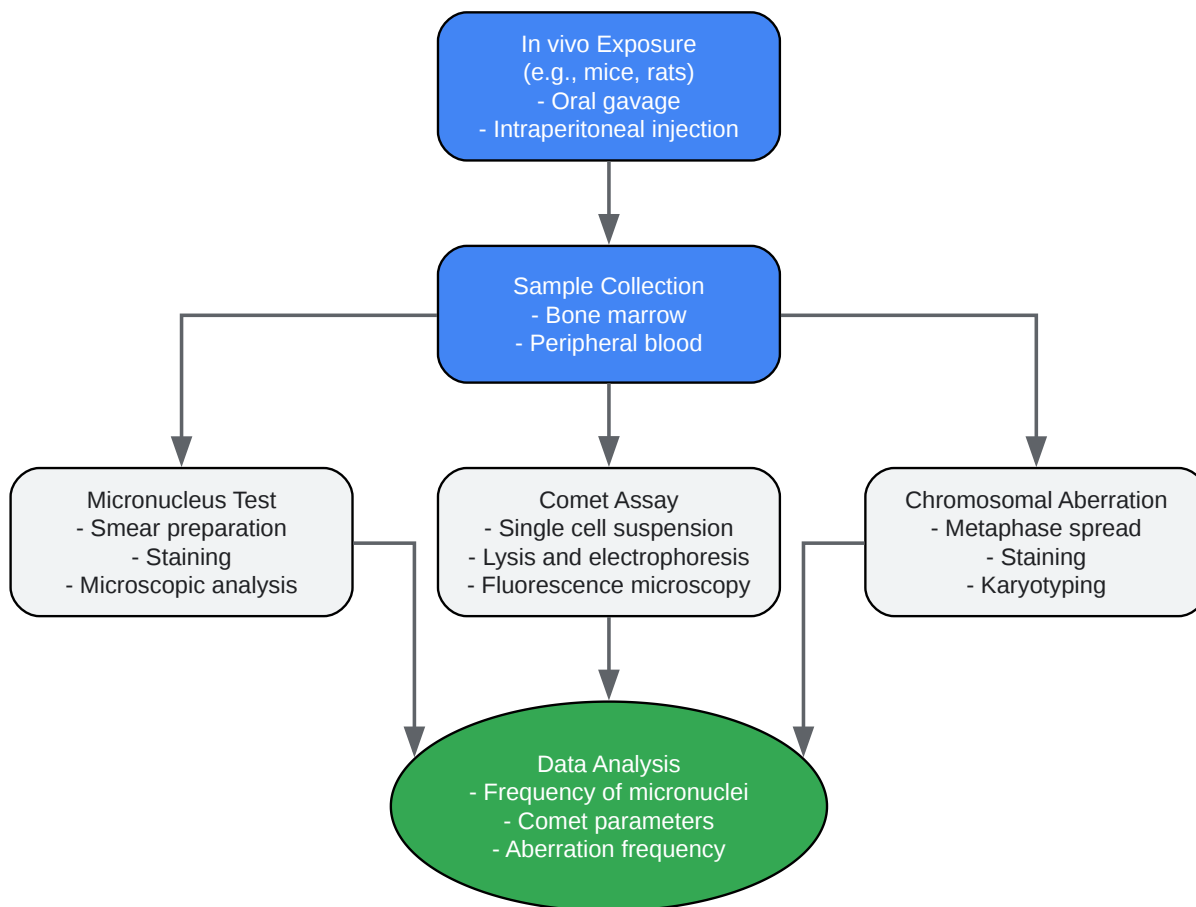 In vivo Exposure
(e.g., mice, rats)
- Oral gavage
- Intraperitoneal injection
Sample Collection
- Bone marrow
- Peripheral blood
Micronucleus Test
- Smear preparation
- Staining
- Microscopic analysis
Comet Assay
- Single cell suspension
- Lysis and electrophoresis
- Fluorescence microscopy
Chromosomal Aberration
- Metaphase spread
- Staining
- Karyotyping
Data Analysis
- Frequency of micronuclei
- Comet parameters
- Aberration frequency